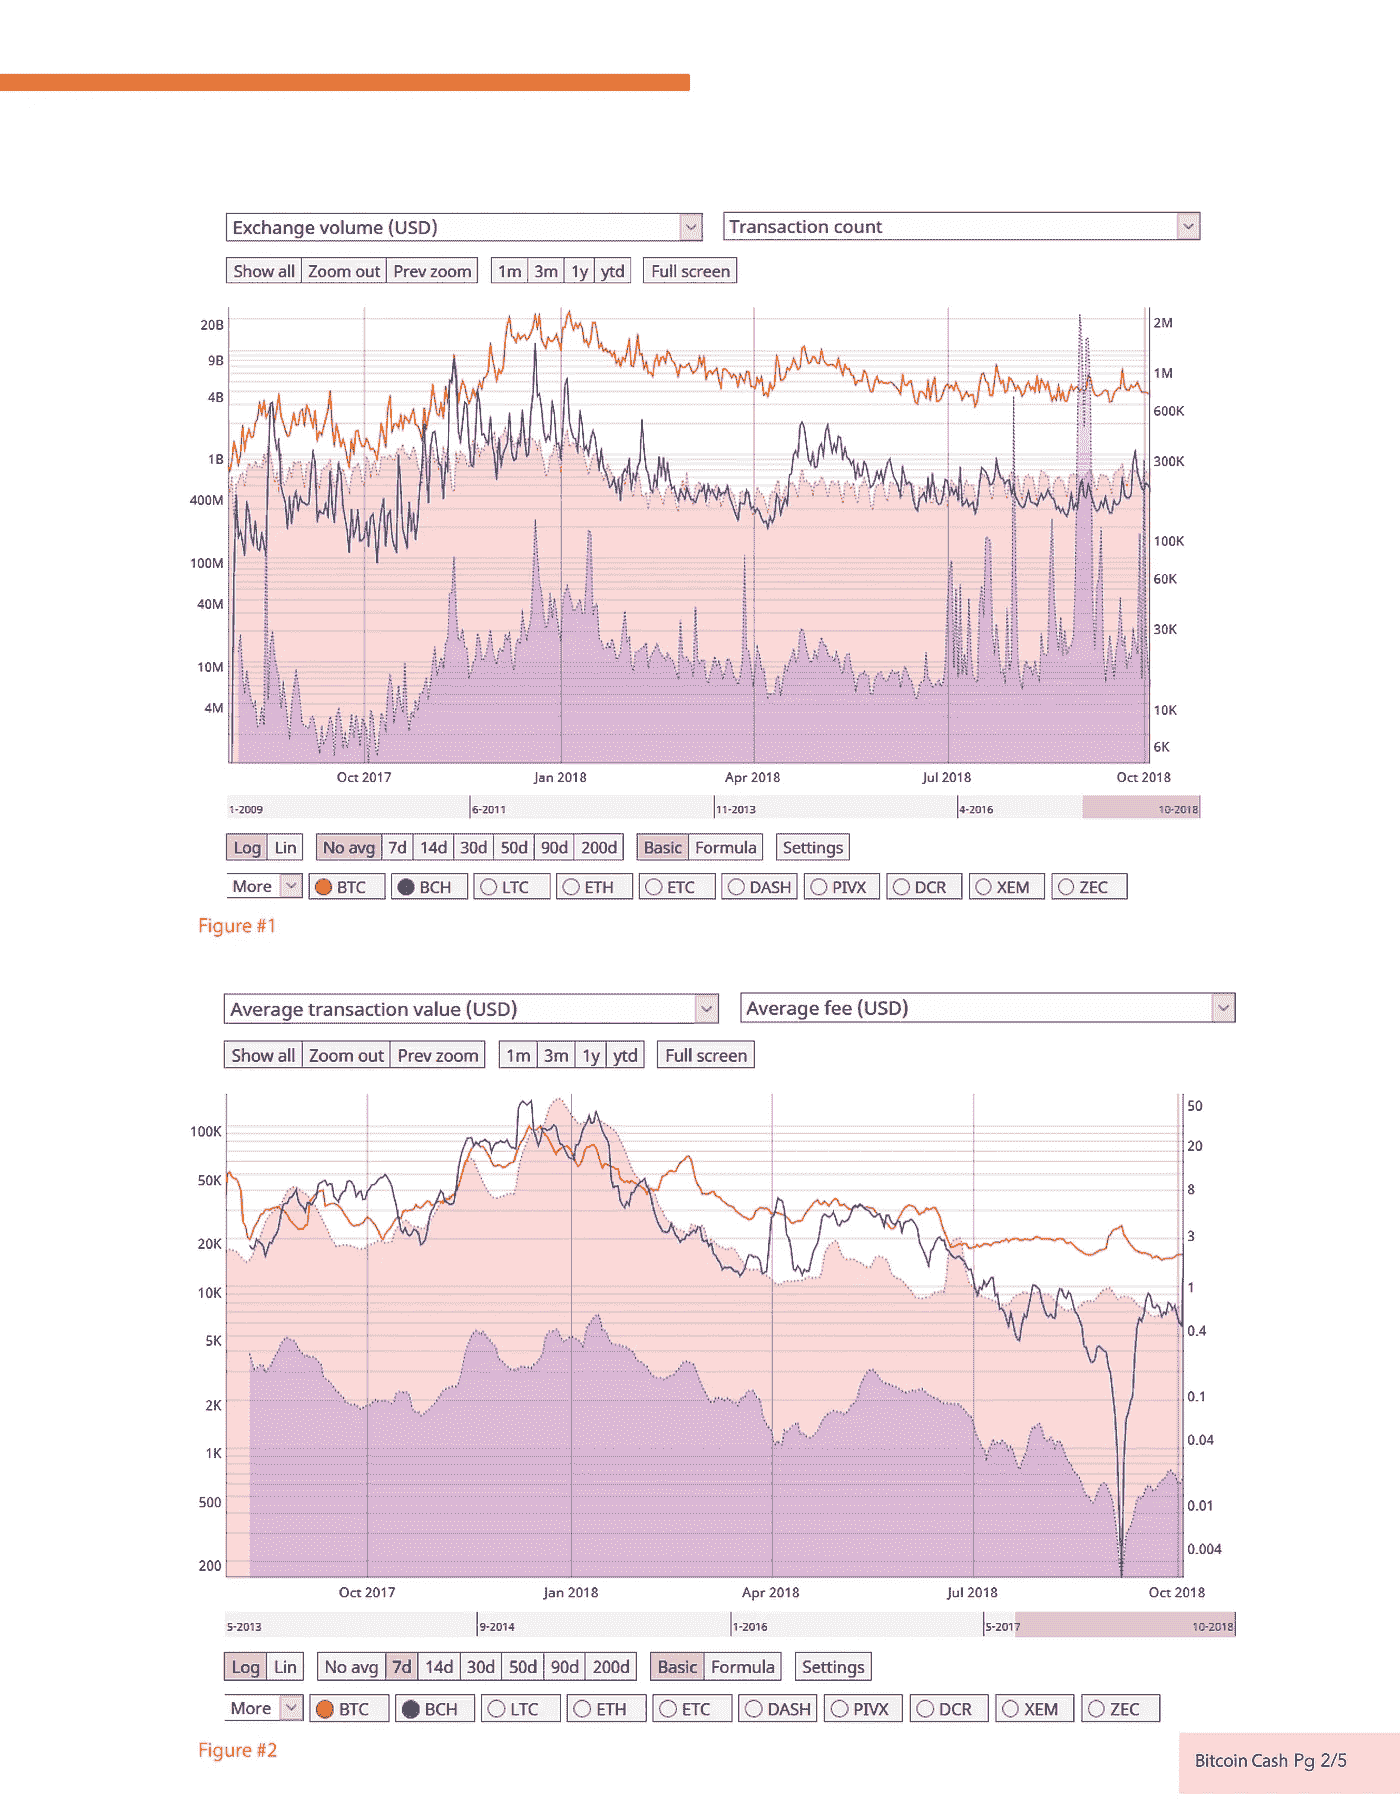 Exchange volume (USD) Transaction count
Show all Zoom out Prev zoom 1m 3m 1y ytd Full screen
20B 2M
9B 1M
4B 600K
1B 300K
400M
100M 100K
40M 60K
30K
10M
4M 10K
6K
Oct 2017 Jan 2018 Apr 2018 Jul 2018 Oct 2018
1-2009 6-2011 11-2013 4-2016 10-2018
Log Lin No avg 7d 14d 30d 50d 90d 200d Basic Formula Settings
More BTC BCH LTC ETH ETC DASH PIVX DCR XEM ZEC
Figure #1
Average transaction value (USD) Average fee (USD)
Show all Zoom out Prev zoom 1m 3m 1y ytd Full screen
50
100K 20
50K 8
20K 3
10K 1
5K 0.4
2K 0.1
1K 0.04
500 0.01
200 0.004
Oct 2017 Jan 2018 Apr 2018 Jul 2018 Oct 2018
5-2013 9-2014 1-2016 5-2017 10-2018
Log Lin No avg 7d 14d 30d 50d 90d 200d Basic Formula Settings
More BTC BCH LTC ETH ETC DASH PIVX DCR XEM ZEC
Figure #2
Bitcoin Cash Pg 2/5